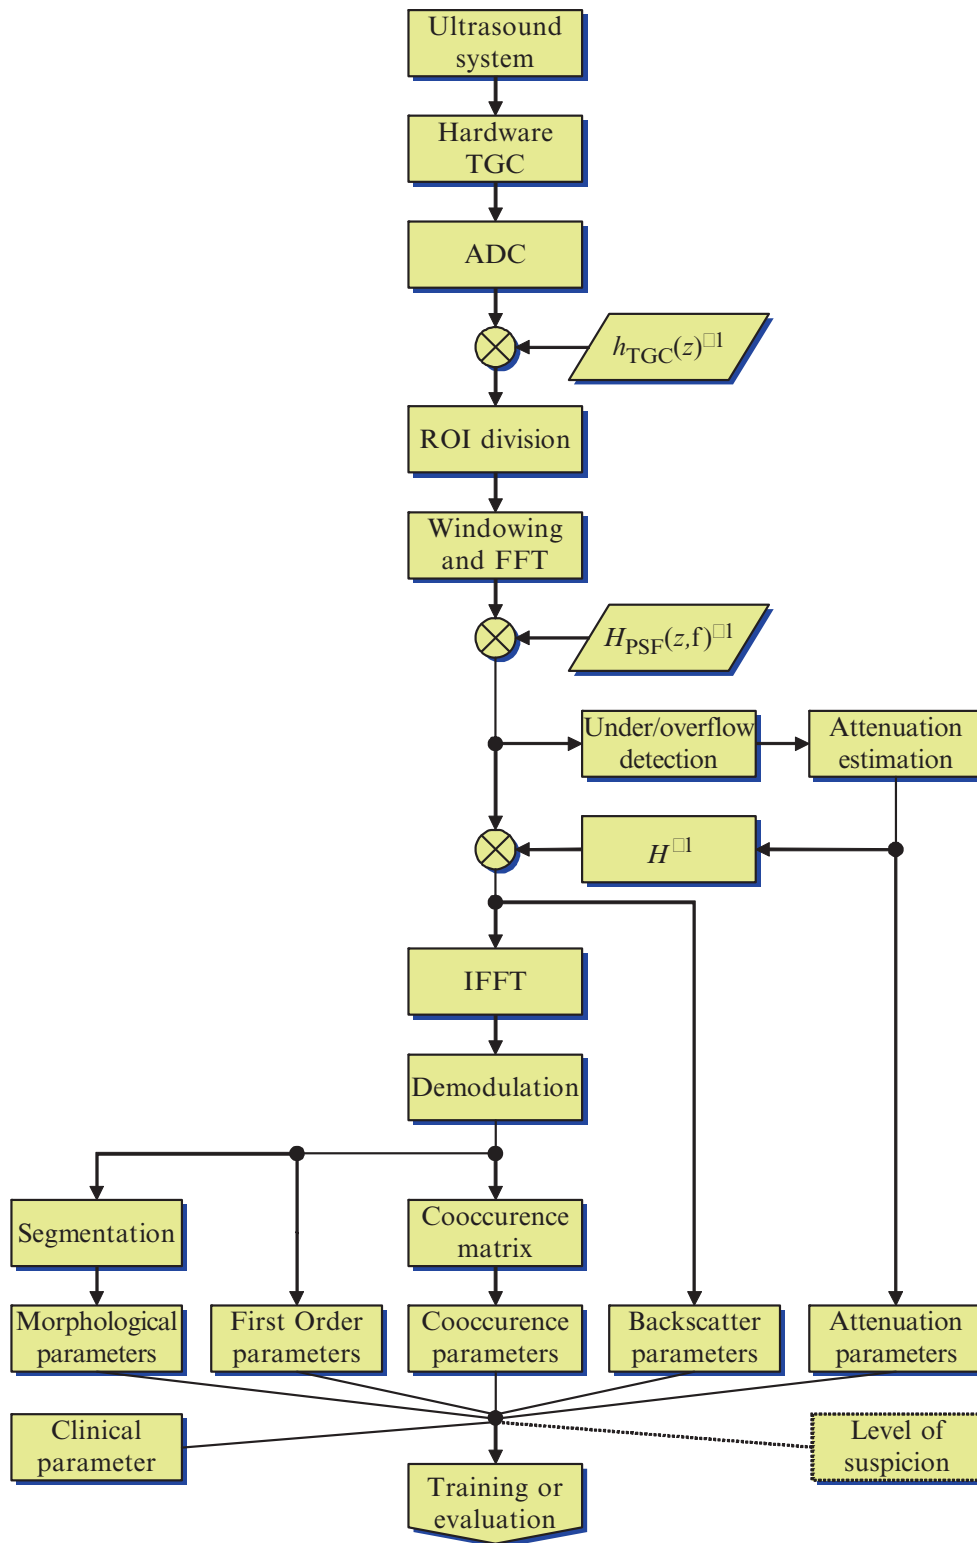 Ultrasound
system
Hardware
TGC
ADC
h_TGC(z)^□1
ROI division
Windowing
and FFT
H_PSF(z,f)^□1
Under/overflow
detection
Attenuation
estimation
H^□1
IFFT
Demodulation
Segmentation
Cooccurence
matrix
Morphological
parameters
First Order
parameters
Cooccurence
parameters
Backscatter
parameters
Attenuation
parameters
Clinical
parameter
Level of
suspicion
Training or
evaluation